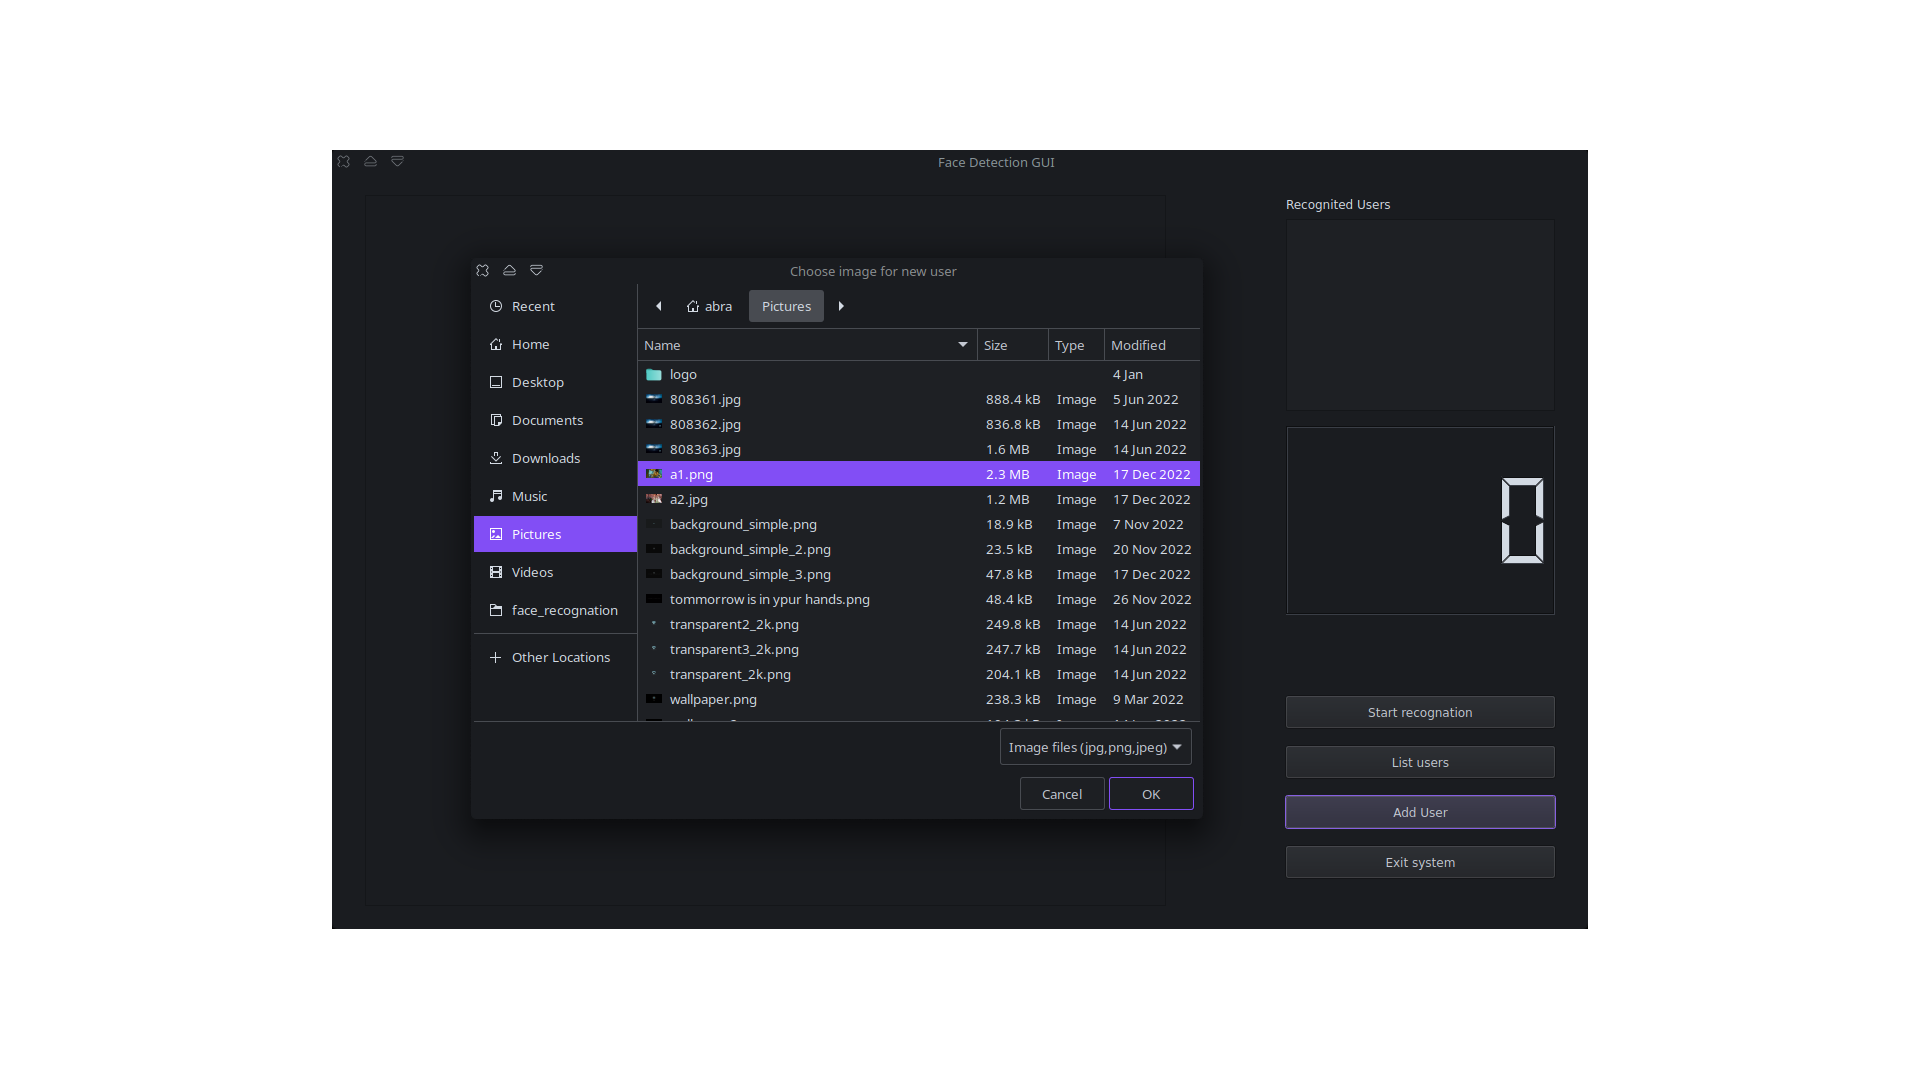 Face Detection GUI
Recognited Users
Choose image for new user
Recent
Home
Desktop
Documents
Downloads
Music
Pictures
Videos
face_recognation
Other Locations
abra Pictures
Name Size Type Modified
logo 4 Jan
808361.jpg 888.4 kB Image 5 Jun 2022
808362.jpg 836.8 kB Image 14 Jun 2022
808363.jpg 1.6 MB Image 14 Jun 2022
a1.png 2.3 MB Image 17 Dec 2022
a2.jpg 1.2 MB Image 17 Dec 2022
background_simple.png 18.9 kB Image 7 Nov 2022
background_simple_2.png 23.5 kB Image 20 Nov 2022
background_simple_3.png 47.8 kB Image 17 Dec 2022
tommorrow is in ypur hands.png 48.4 kB Image 26 Nov 2022
transparent2_2k.png 249.8 kB Image 14 Jun 2022
transparent3_2k.png 247.7 kB Image 14 Jun 2022
transparent_2k.png 204.1 kB Image 14 Jun 2022
wallpaper.png 238.3 kB Image 9 Mar 2022
Image files (jpg,png,jpeg)
Cancel OK
0
Start recognation
List users
Add User
Exit system